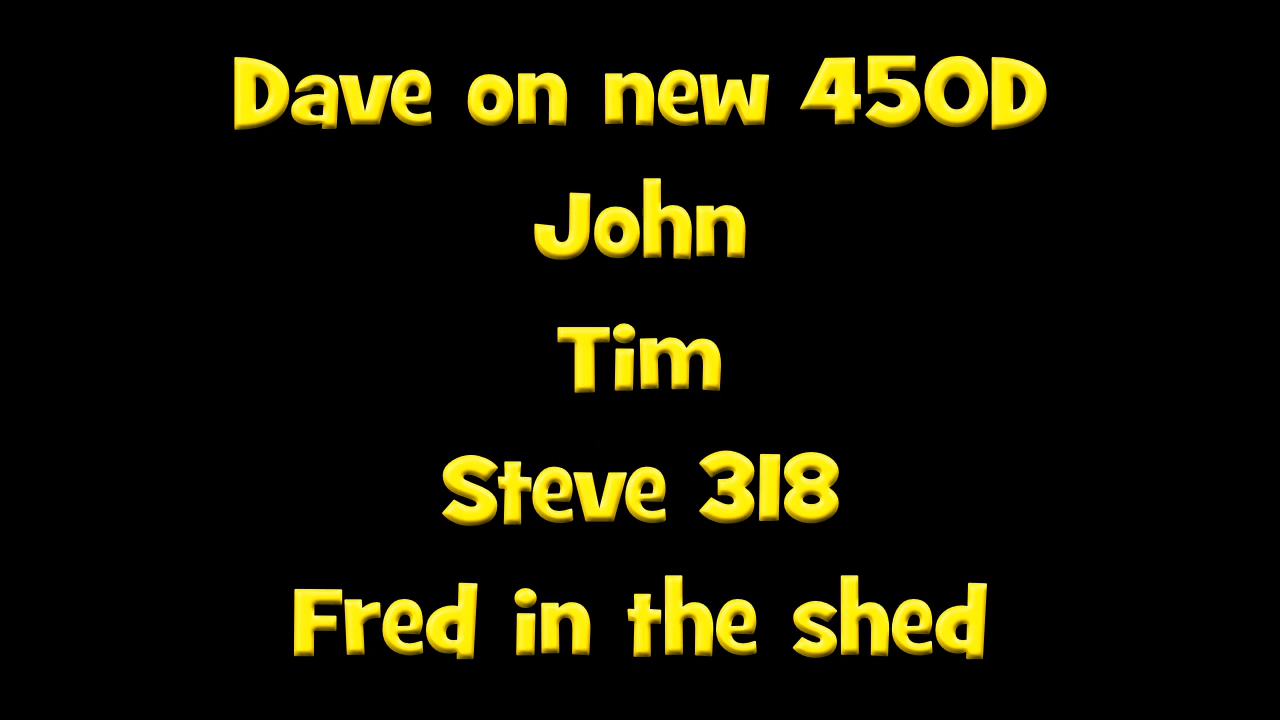 Dave on new 450D
John
Tim
Steve 318
Fred in the shed